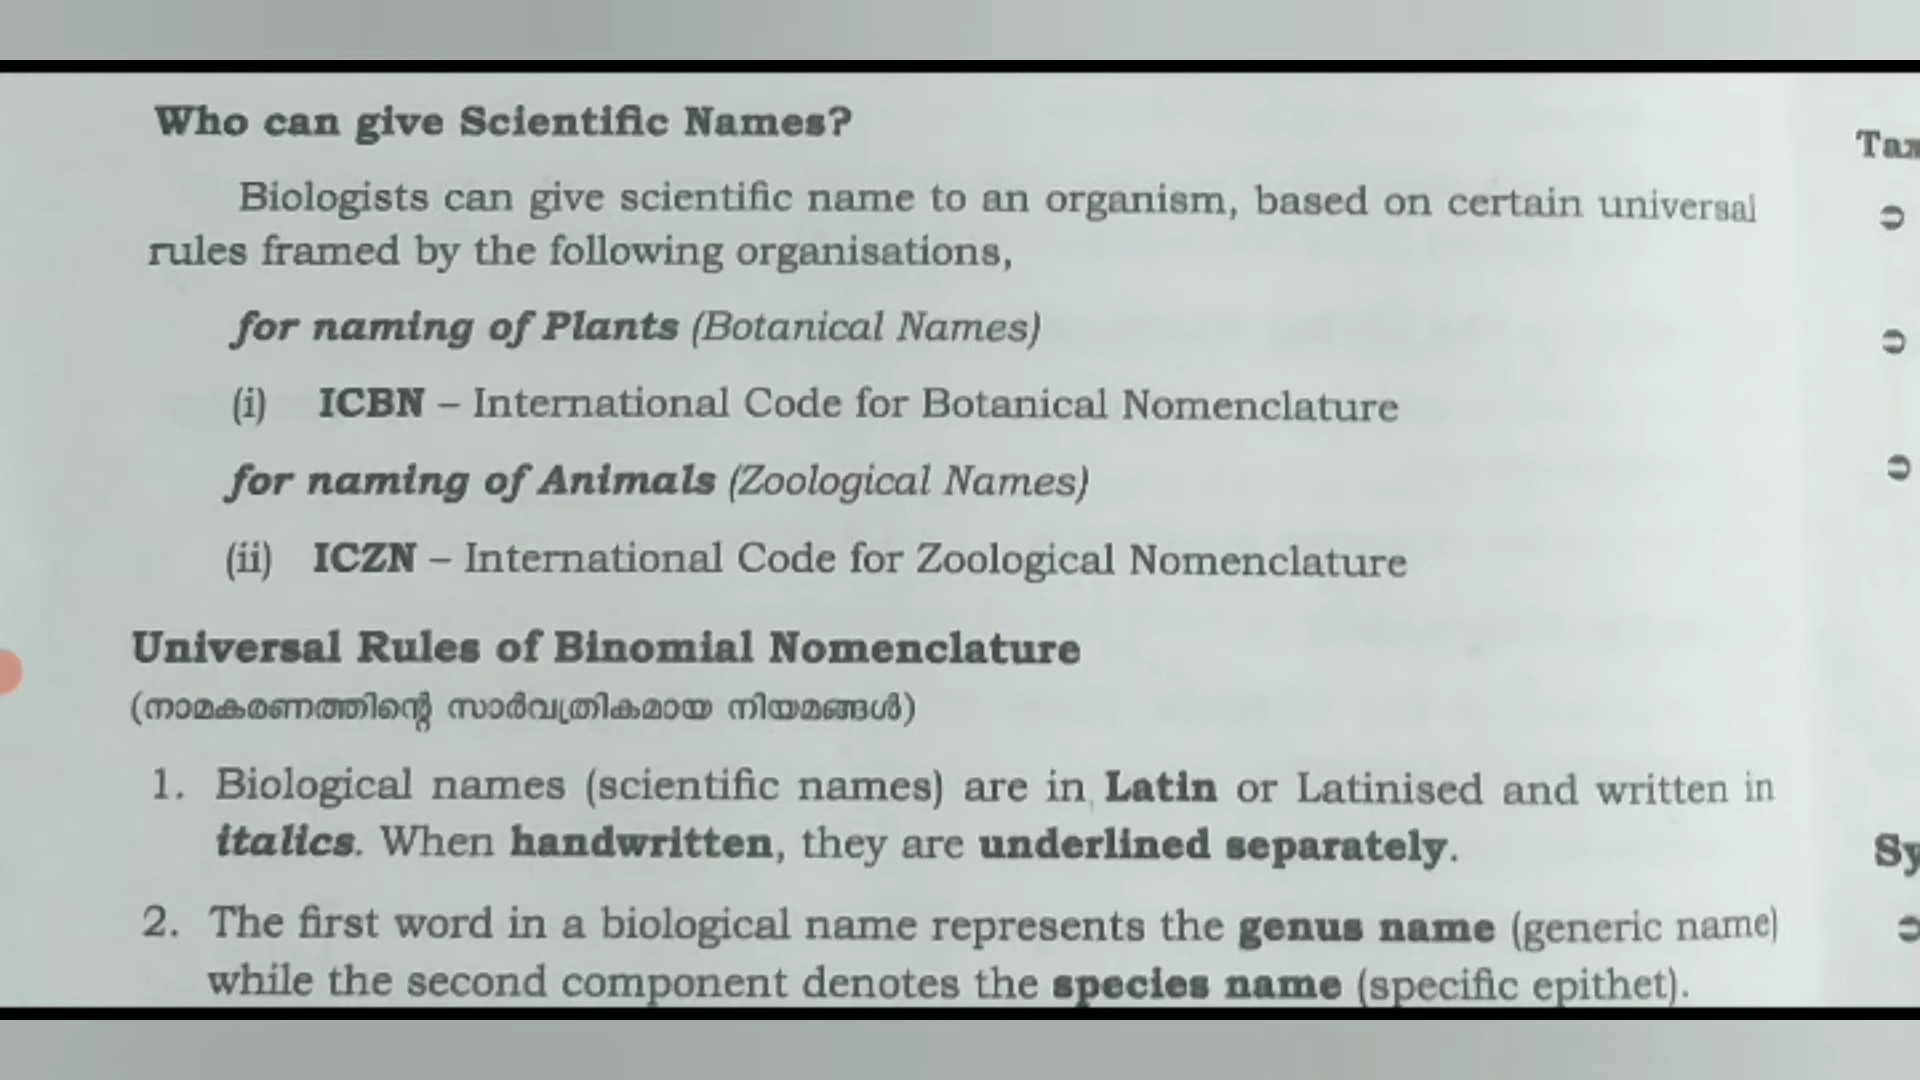 Who can give Scientific Names?
Biologists can give scientific name to an organism, based on certain universal
rules framed by the following organisations,
for naming of Plants (Botanical Names)
(i) ICBN – International Code for Botanical Nomenclature
for naming of Animals (Zoological Names)
(ii) ICZN – International Code for Zoological Nomenclature
Universal Rules of Binomial Nomenclature
(നാമകരണത്തിന്റെ സാർവത്രികമായ നിയമങ്ങൾ)
1. Biological names (scientific names) are in Latin or Latinised and written in
italics. When handwritten, they are underlined separately.
2. The first word in a biological name represents the genus name (generic name)
while the second component denotes the species name (specific epithet).